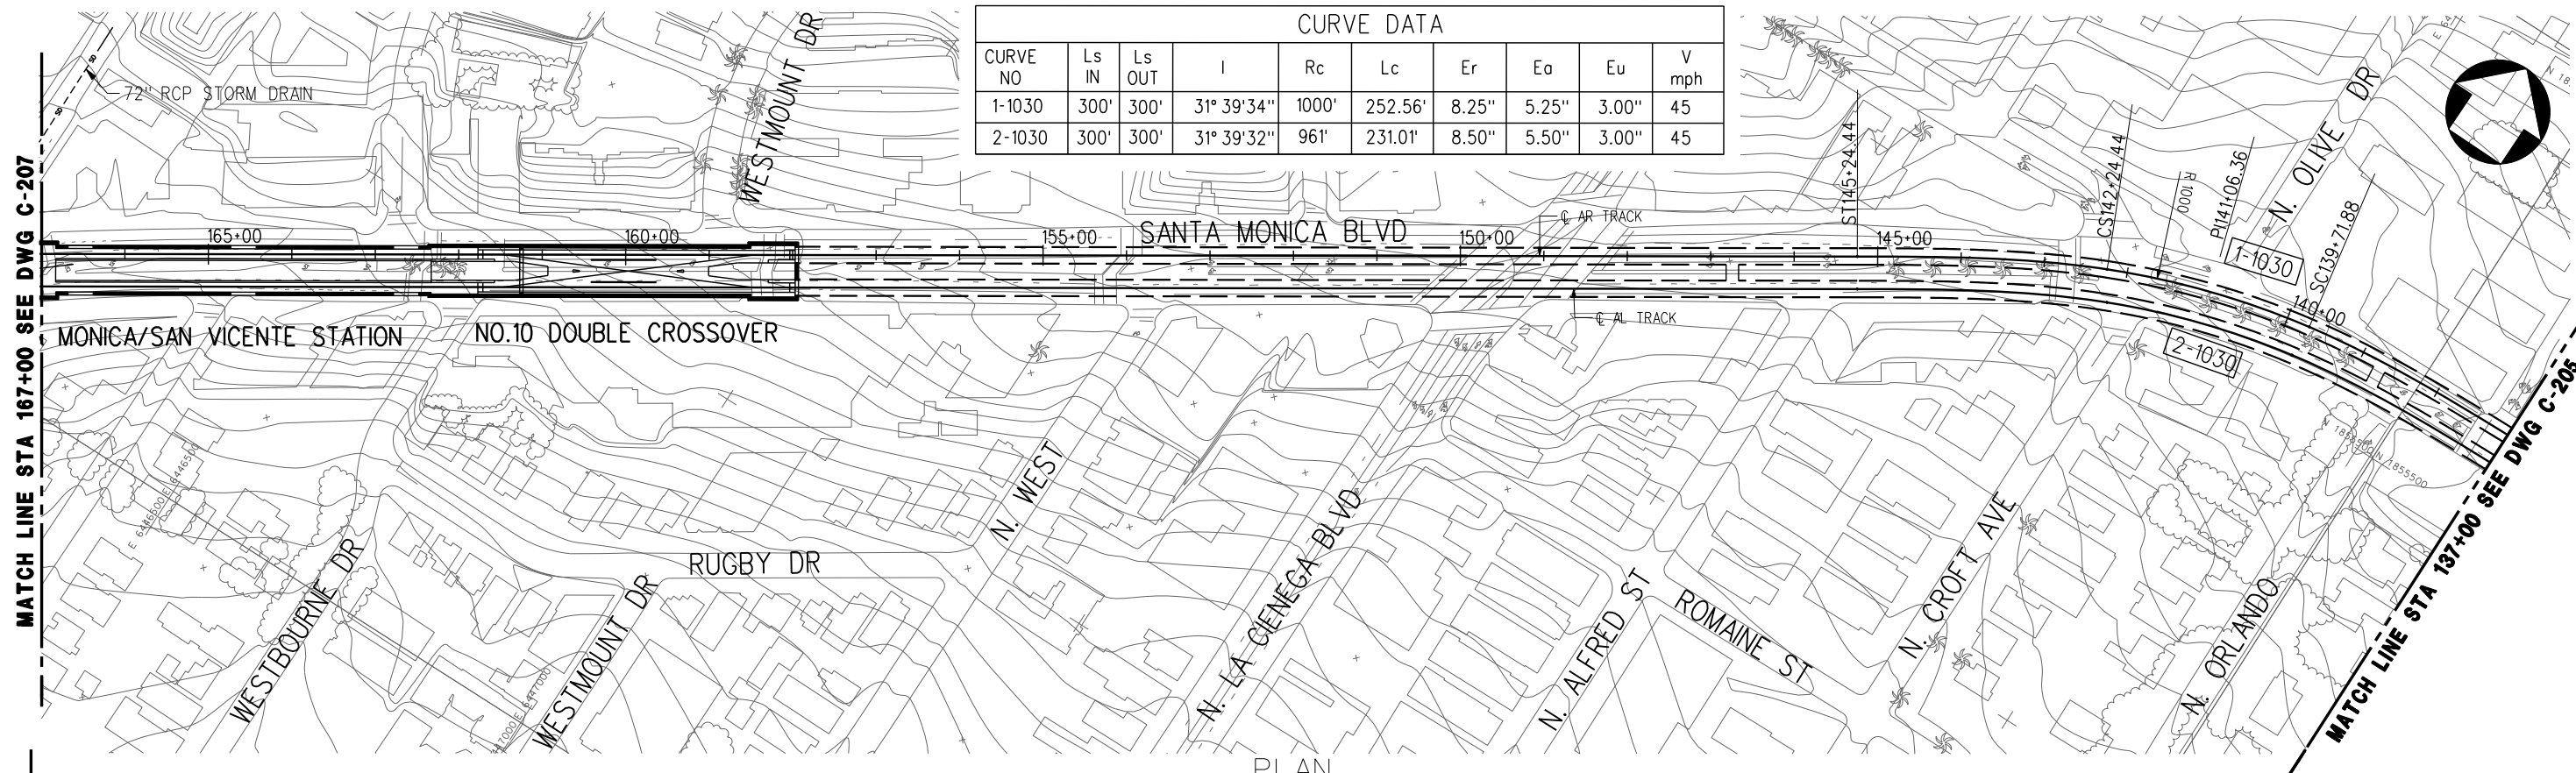 CURVE DATA
CURVE NO Ls IN Ls OUT I Rc Lc Er Ea Eu V mph
1-1030 300' 300' 31° 39'34" 1000' 252.56' 8.25" 5.25" 3.00" 45
2-1030 300' 300' 31° 39'32" 961' 231.01' 8.50" 5.50" 3.00" 45
72" RCP STORM DRAIN
SD
SD
WESTMOUNT DR
MATCH LINE STA 167+00 SEE DWG C-207
165+00
160+00
155+00
SANTA MONICA BLVD
150+00
145+00
140+00
℄ AR TRACK
℄ AL TRACK
ST145+24.44
CS142+24.44
R 1000
PI141+06.36
SC139+71.88
N. OLIVE DR
1-1030
2-1030
MONICA/SAN VICENTE STATION
NO.10 DOUBLE CROSSOVER
MATCH LINE STA 137+00 SEE DWG C-205
E 6446500
E 6446500
WESTBOURNE DR
WESTMOUNT DR
RUGBY DR
N. WEST
N. LA CIENEGA BLVD
N. ALFRED ST
ROMAINE ST
N. CROFT AVE
N. ORLANDO
N 1855500
N 1855500
E 6447000
PLAN